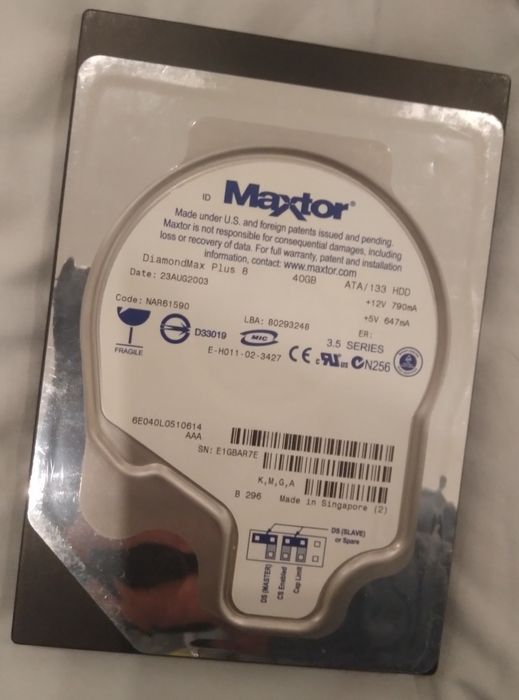 ID Maxtor®
Made under U.S. and foreign patents issued and pending.
Maxtor is not responsible for consequential damages, including
loss or recovery of data. For full warranty, patent and installation
information, contact: www.maxtor.com
DiamondMax Plus 8 40GB ATA/133 HDD
Date: 23AUG2003 +12V 790mA
+5V 647mA
Code: NAR61590 LBA: 80293248 ER:
FRAGILE D33019 MIC 3.5 SERIES
E-H011-02-3427 CE c UR us N256
6E040L0510614
AAA
SN: E1GBAR7E
K,M,G,A
8 296 Made in Singapore (2)
DS (SLAVE)
or Spare
DS (MASTER)
CS Enabled
Cap Limit